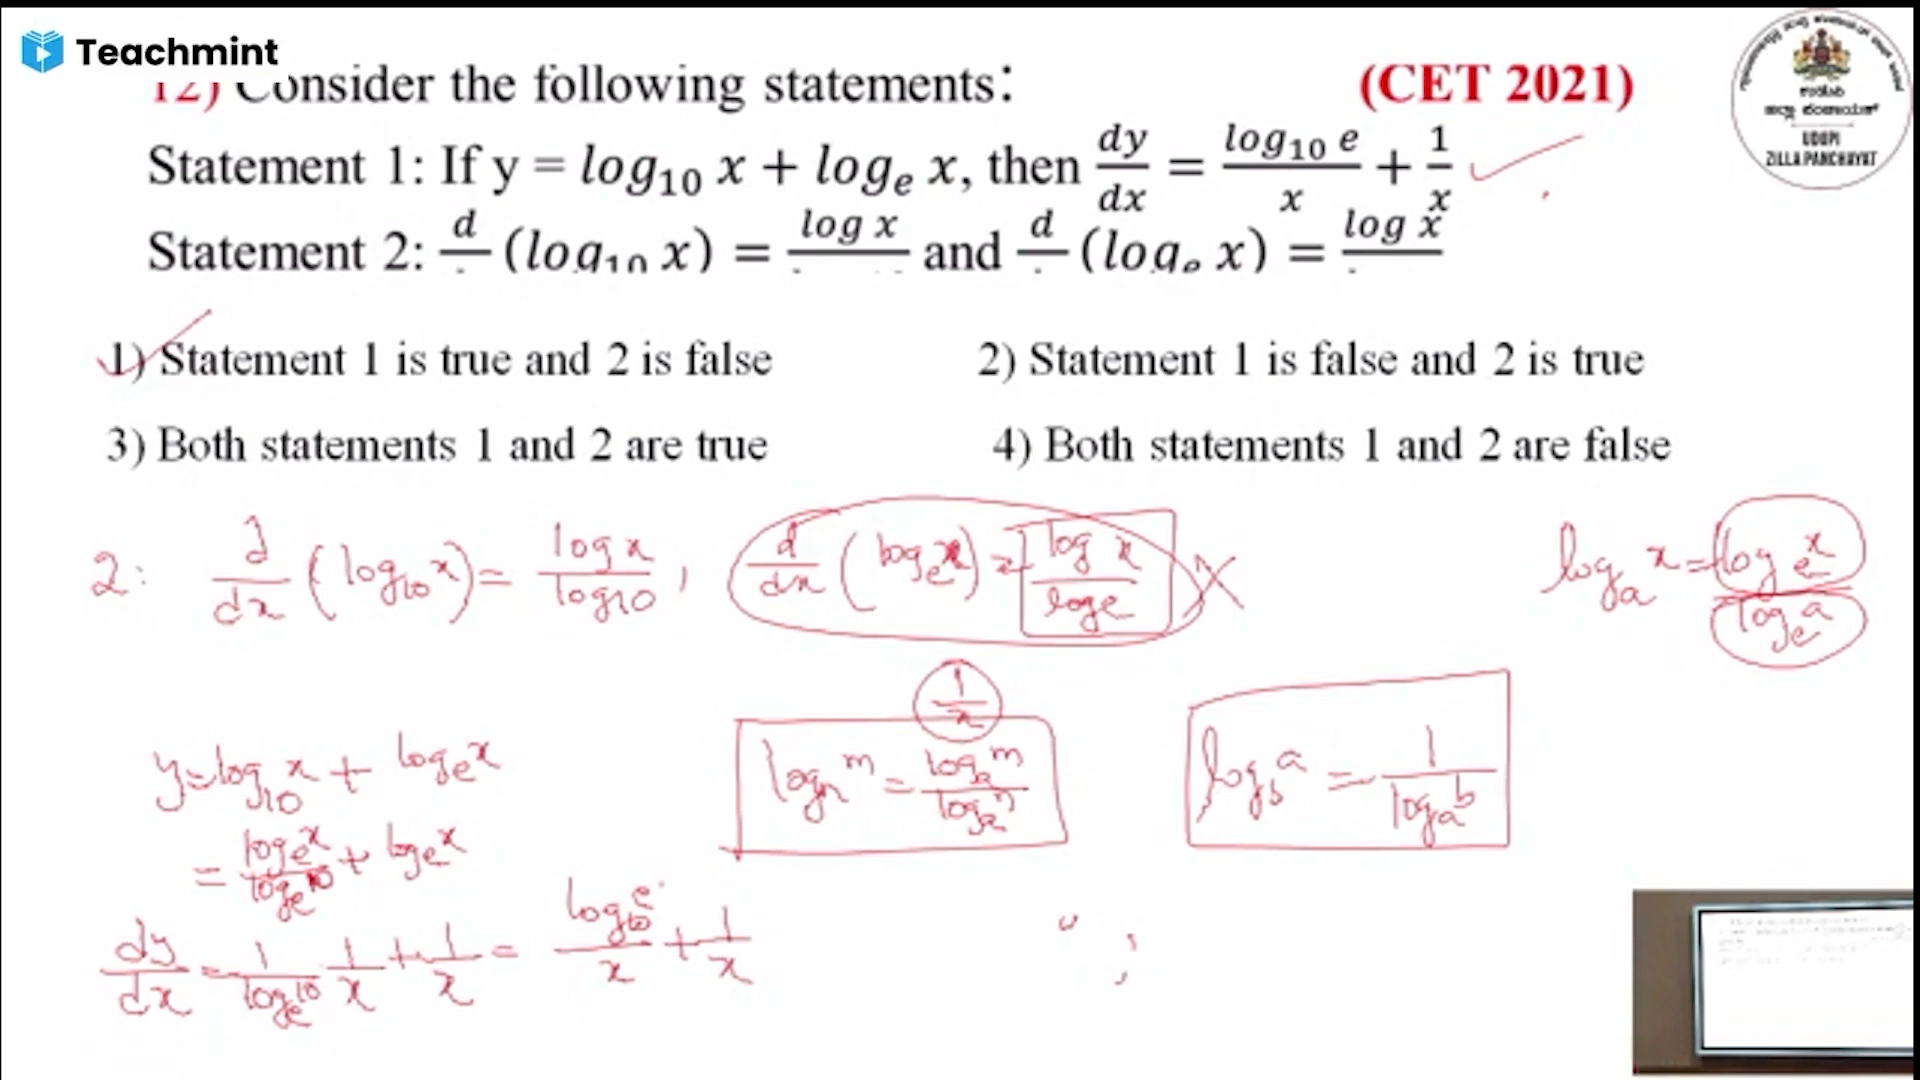 Teachmint
12) Consider the following statements: (CET 2021)
Statement 1: If y = log₁₀ x + logₑ x, then dy/dx = log₁₀ e / x + 1/x
Statement 2: d (log₁₀ x) = log x and d (logₑ x) = log x
1) Statement 1 is true and 2 is false
2) Statement 1 is false and 2 is true
3) Both statements 1 and 2 are true
4) Both statements 1 and 2 are false
UDUPI
ZILLA PANCHAYAT
2: d/dx (log₁₀ x) = log x / log 10 , d/dx (logₑ x) = log x / log e
logₐ x = logₑ x / logₑ a
1/x
y = log₁₀ x + logₑ x
logₙ m = logₐ m / logₐ n
log_b a = 1 / logₐ b
= logₑ x / logₑ 10 + logₑ x
dy/dx = 1/logₑ 10 1/x + 1/x = log₁₀ e / x + 1/x